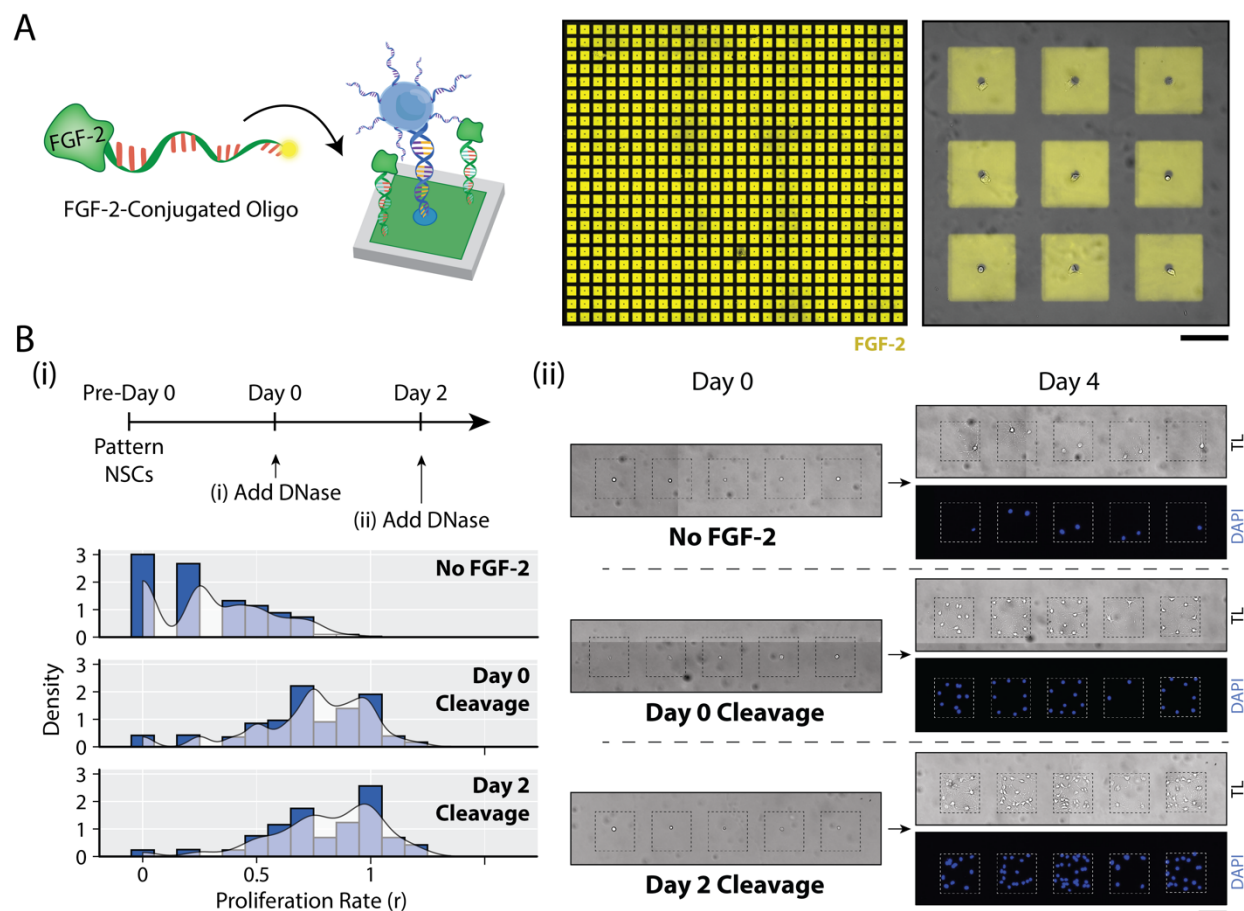 A
FGF-2
FGF-2-Conjugated Oligo
FGF-2
B
(i)
Pre-Day 0
Day 0
Day 2
Pattern
NSCs
(i) Add DNase
(ii) Add DNase
3
2
1
0
No FGF-2
3
2
1
0
Day 0
Cleavage
3
2
1
0
Day 2
Cleavage
Density
0
0.5
1
Proliferation Rate (r)
(ii)
Day 0
Day 4
No FGF-2
TL
DAPI
Day 0 Cleavage
TL
DAPI
Day 2 Cleavage
TL
DAPI